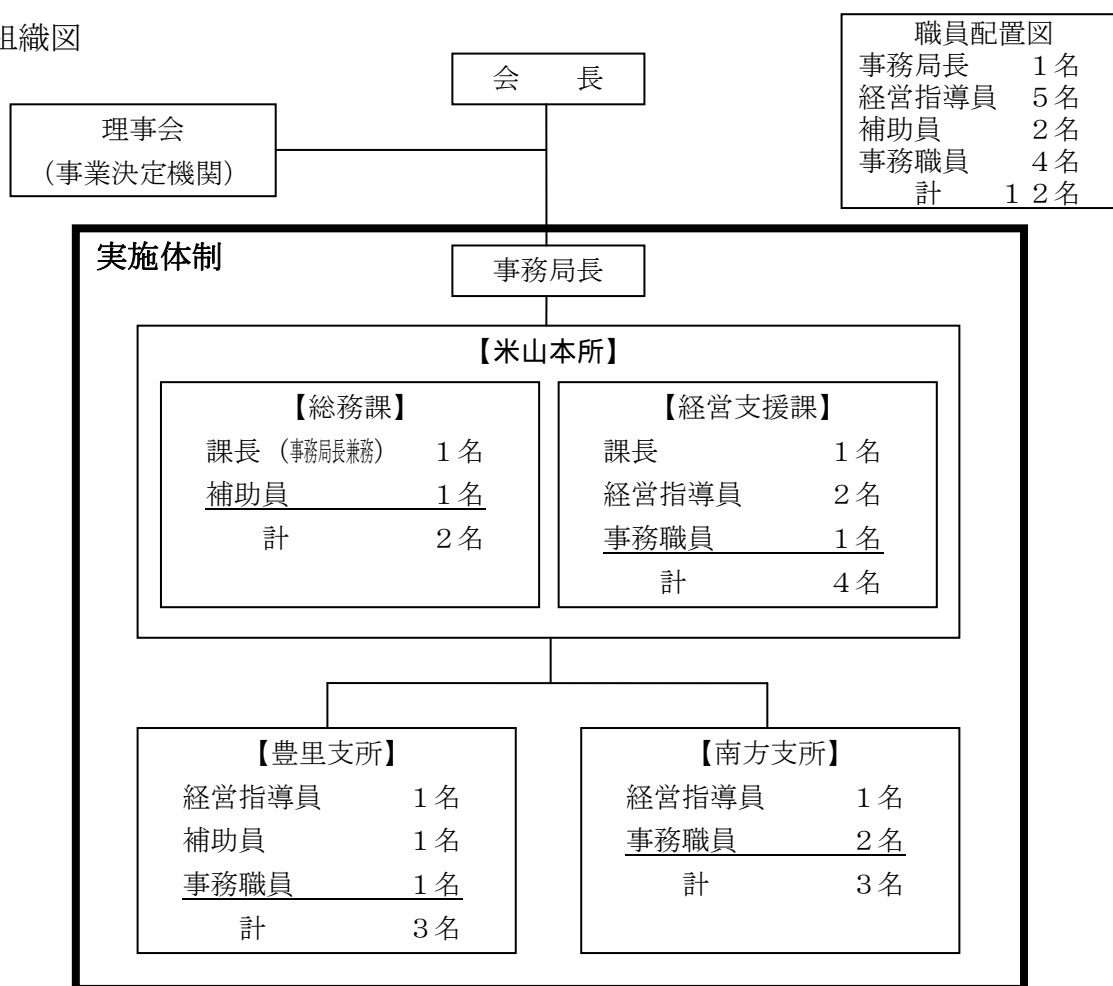 組織図
職員配置図
事務局長 1名
経営指導員 5名
補助員 2名
事務職員 4名
計 12名
会 長
理事会
(事業決定機関)
実施体制
事務局長
【米山本所】
【総務課】
課長 (事務局長兼務) 1名
補助員 1名
計 2名
【経営支援課】
課長 1名
経営指導員 2名
事務職員 1名
計 4名
【豊里支所】
経営指導員 1名
補助員 1名
事務職員 1名
計 3名
【南方支所】
経営指導員 1名
事務職員 2名
計 3名